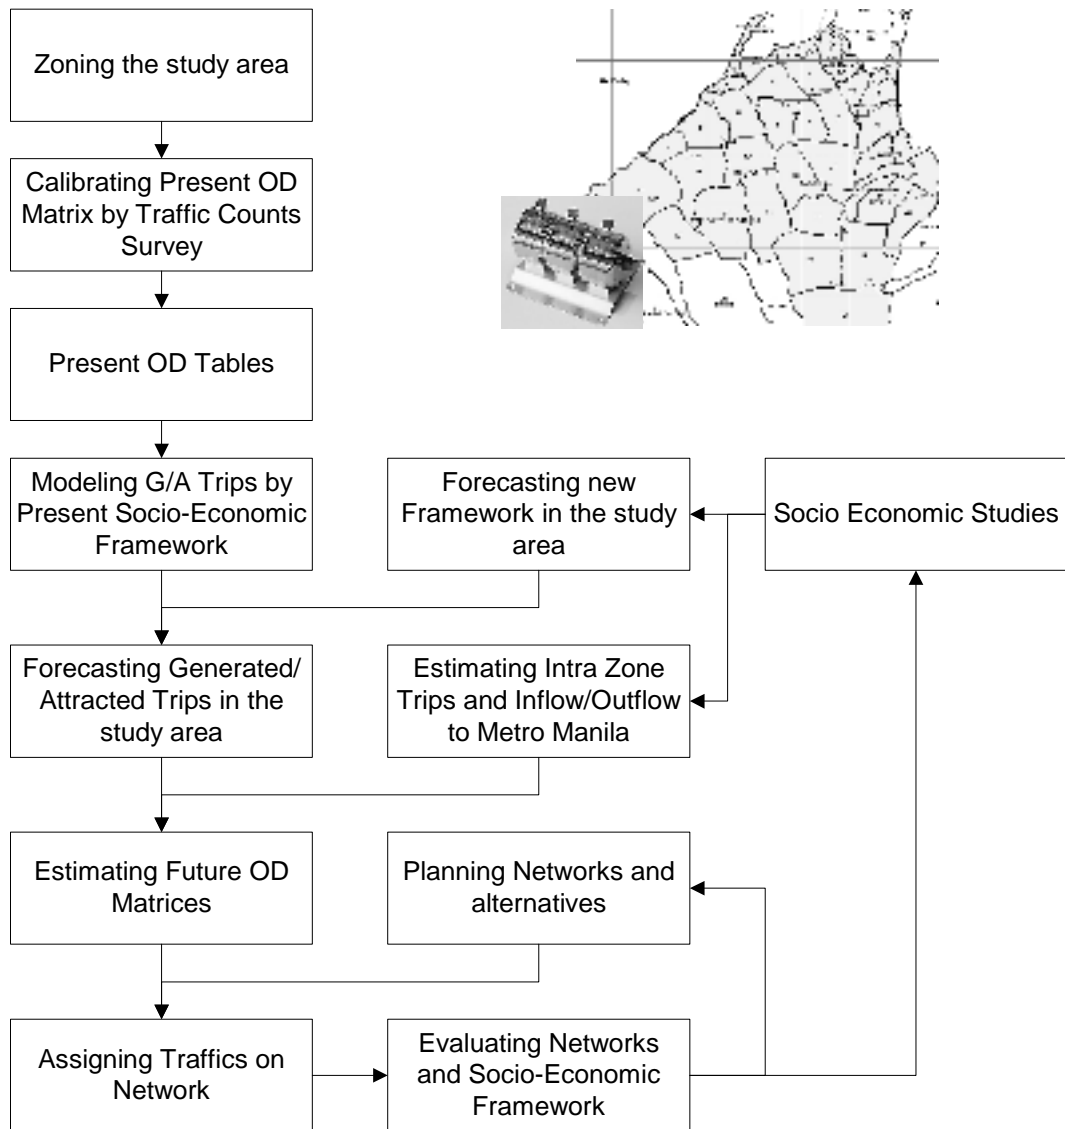 Zoning the study area
Calibrating Present OD
Matrix by Traffic Counts
Survey
Present OD Tables
Modeling G/A Trips by
Present Socio-Economic
Framework
Forecasting new
Framework in the study
area
Socio Economic Studies
Forecasting Generated/
Attracted Trips in the
study area
Estimating Intra Zone
Trips and Inflow/Outflow
to Metro Manila
Estimating Future OD
Matrices
Planning Networks and
alternatives
Assigning Traffics on
Network
Evaluating Networks
and Socio-Economic
Framework